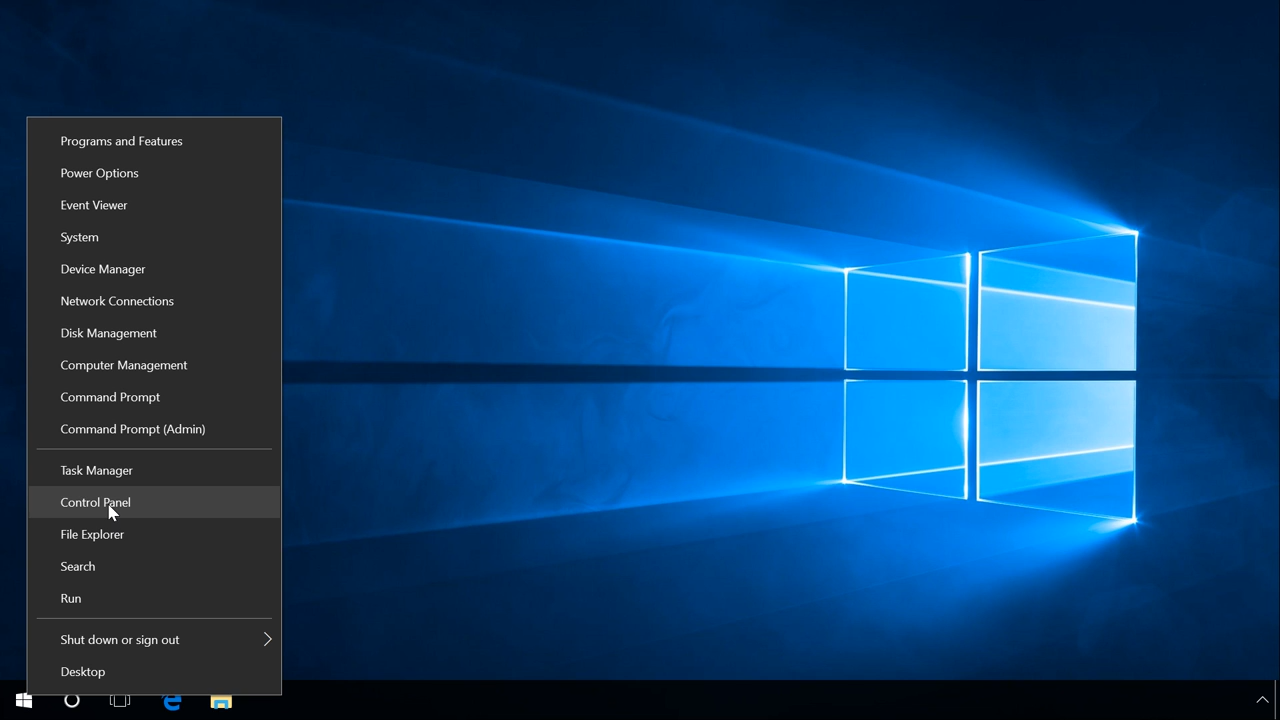 Programs and Features
Power Options
Event Viewer
System
Device Manager
Network Connections
Disk Management
Computer Management
Command Prompt
Command Prompt (Admin)
Task Manager
Control Panel
File Explorer
Search
Run
Shut down or sign out
Desktop